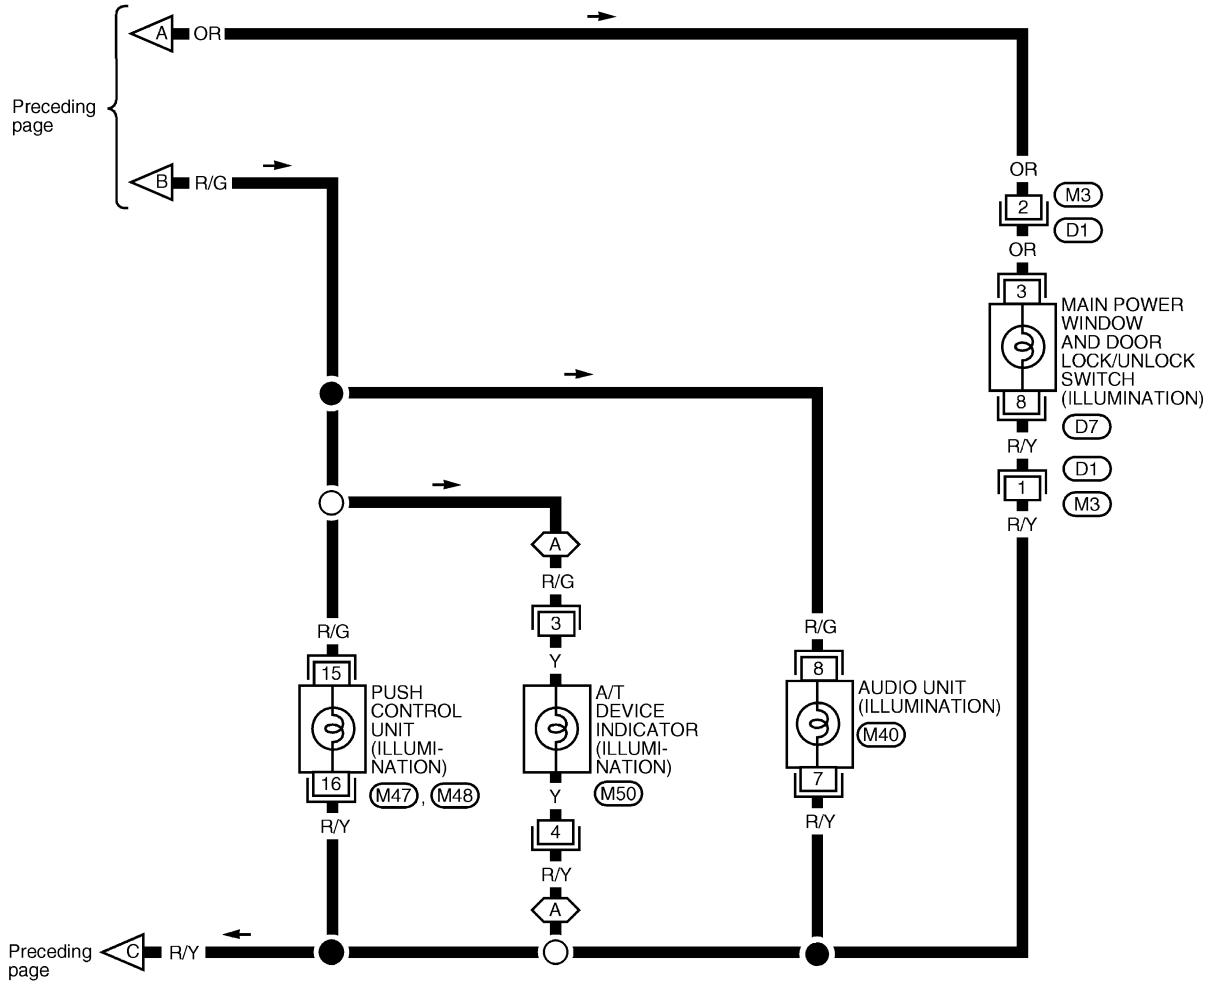 A OR
Preceding
page
B R/G
OR
2
M3
D1
OR
3
MAIN POWER
WINDOW
AND DOOR
LOCK/UNLOCK
SWITCH
(ILLUMINATION)
8
D7
R/Y
D1
1
M3
R/Y
A
R/G
3
Y
R/G
15
PUSH
CONTROL
UNIT
(ILLUMI-
NATION)
16
M47 , M48
R/Y
A/T
DEVICE
INDICATOR
(ILLUMI-
NATION)
M50
Y
4
R/Y
A
R/G
8
AUDIO UNIT
(ILLUMINATION)
M40
7
R/Y
Preceding
page
C R/Y